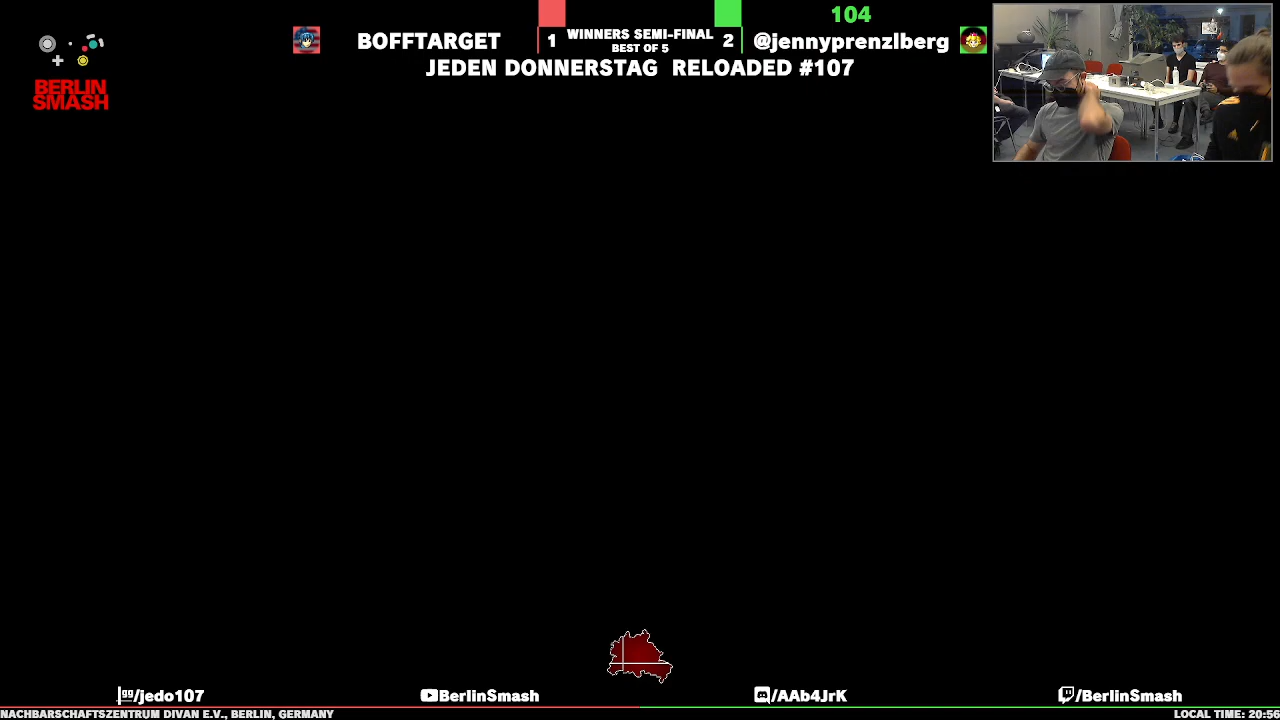 104
BOFFTARGET
1
WINNERS SEMI-FINAL
BEST OF 5
2
@jennyprenzlberg
JEDEN DONNERSTAG RELOADED #107
BERLIN
SMASH
gg/jedo107
BerlinSmash
/AAb4JrK
/BerlinSmash
NACHBARSCHAFTSZENTRUM DIVAN E.V., BERLIN, GERMANY
LOCAL TIME: 20:56